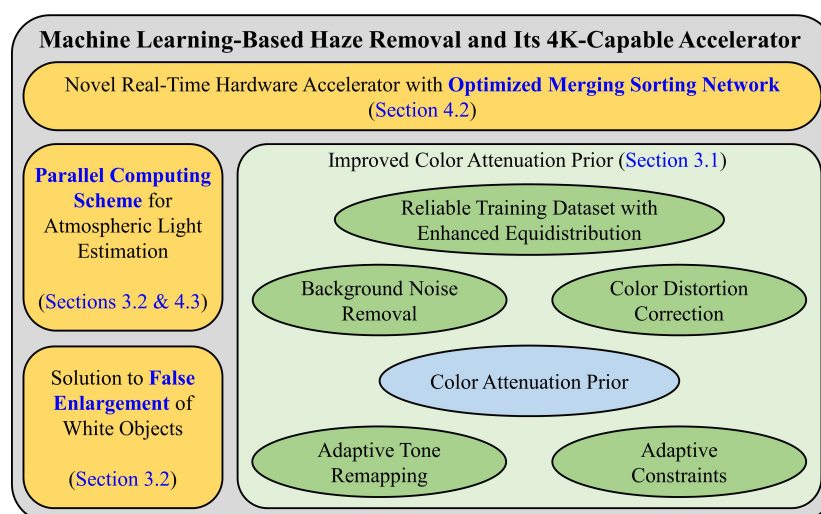 Machine Learning-Based Haze Removal and Its 4K-Capable Accelerator
Novel Real-Time Hardware Accelerator with Optimized Merging Sorting Network
(Section 4.2)
Parallel Computing
Scheme for
Atmospheric Light
Estimation
(Sections 3.2 & 4.3)
Solution to False
Enlargement of
White Objects
(Section 3.2)
Improved Color Attenuation Prior (Section 3.1)
Reliable Training Dataset with
Enhanced Equidistribution
Background Noise
Removal
Color Distortion
Correction
Color Attenuation Prior
Adaptive Tone
Remapping
Adaptive
Constraints